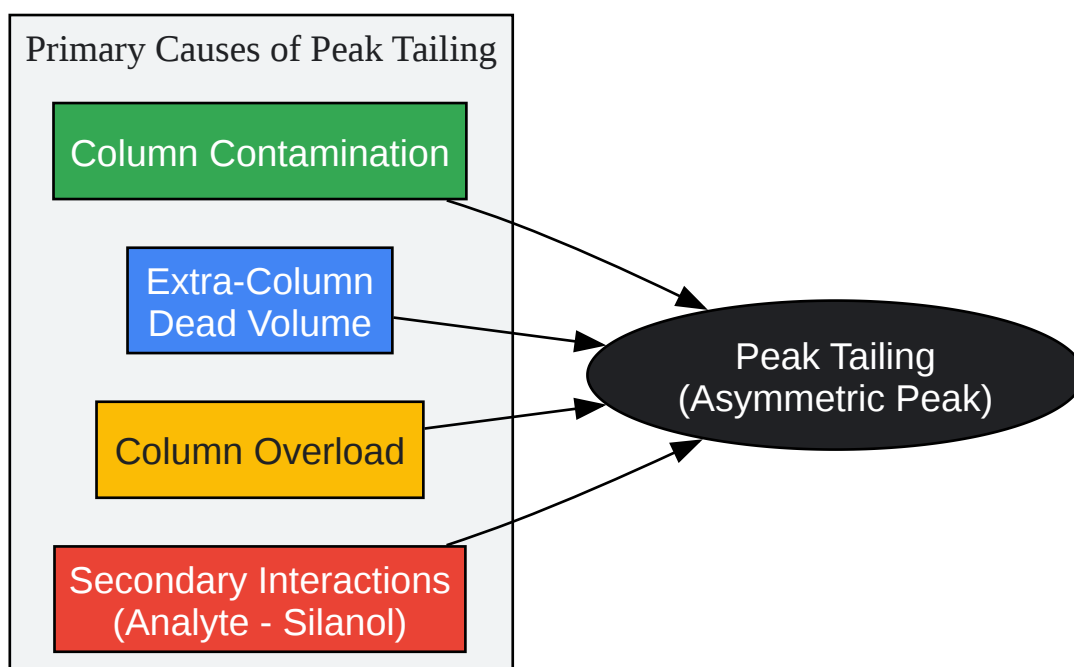 Primary Causes of Peak Tailing
Column Contamination
Extra-Column
Dead Volume
Column Overload
Secondary Interactions
(Analyte - Silanol)
Peak Tailing
(Asymmetric Peak)